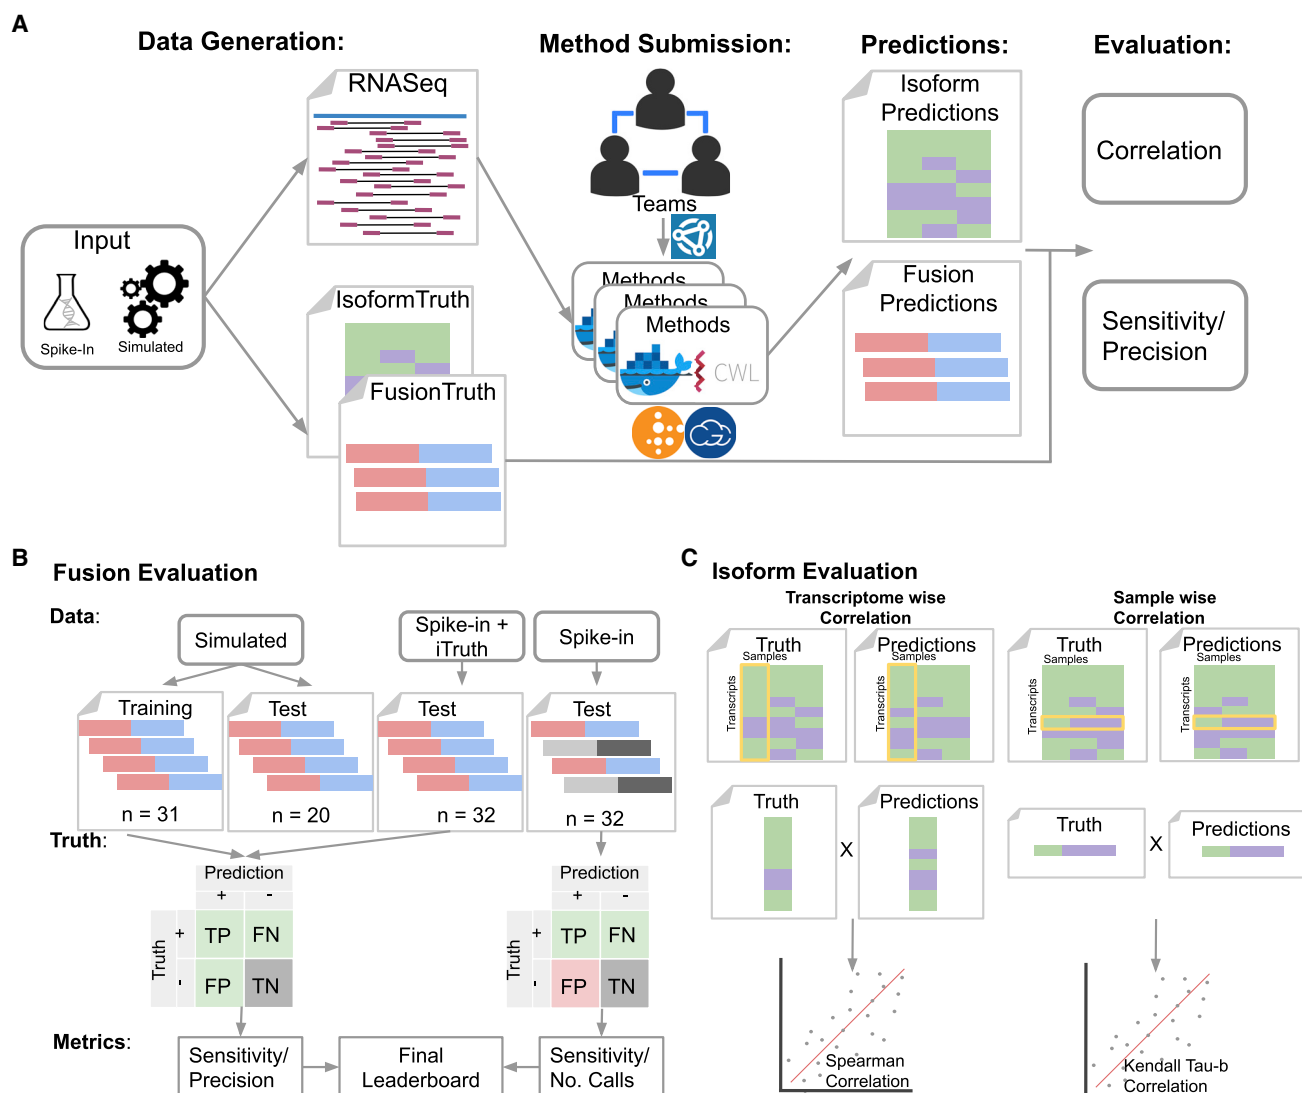 A
Data Generation:
Method Submission:
Predictions:
Evaluation:
RNASeq
Isoform
Predictions
Correlation
Teams
Input
Spike-In
Simulated
IsoformTruth
FusionTruth
Methods
Methods
Methods
CWL
Fusion
Predictions
Sensitivity/
Precision
B
Fusion Evaluation
Data:
Simulated
Spike-in +
iTruth
Spike-in
Training
Test
Test
Test
n = 31
n = 20
n = 32
n = 32
Truth:
Prediction
+ -
Truth
+ TP FN
- FP TN
Prediction
+ -
Truth
+ TP FN
- FP TN
Metrics:
Sensitivity/
Precision
Final
Leaderboard
Sensitivity/
No. Calls
C
Isoform Evaluation
Transcriptome wise
Correlation
Sample wise
Correlation
Truth
Samples
Transcripts
Predictions
Samples
Transcripts
Truth
Samples
Transcripts
Predictions
Samples
Transcripts
Truth
X
Predictions
Truth
X
Predictions
Spearman
Correlation
Kendall Tau-b
Correlation